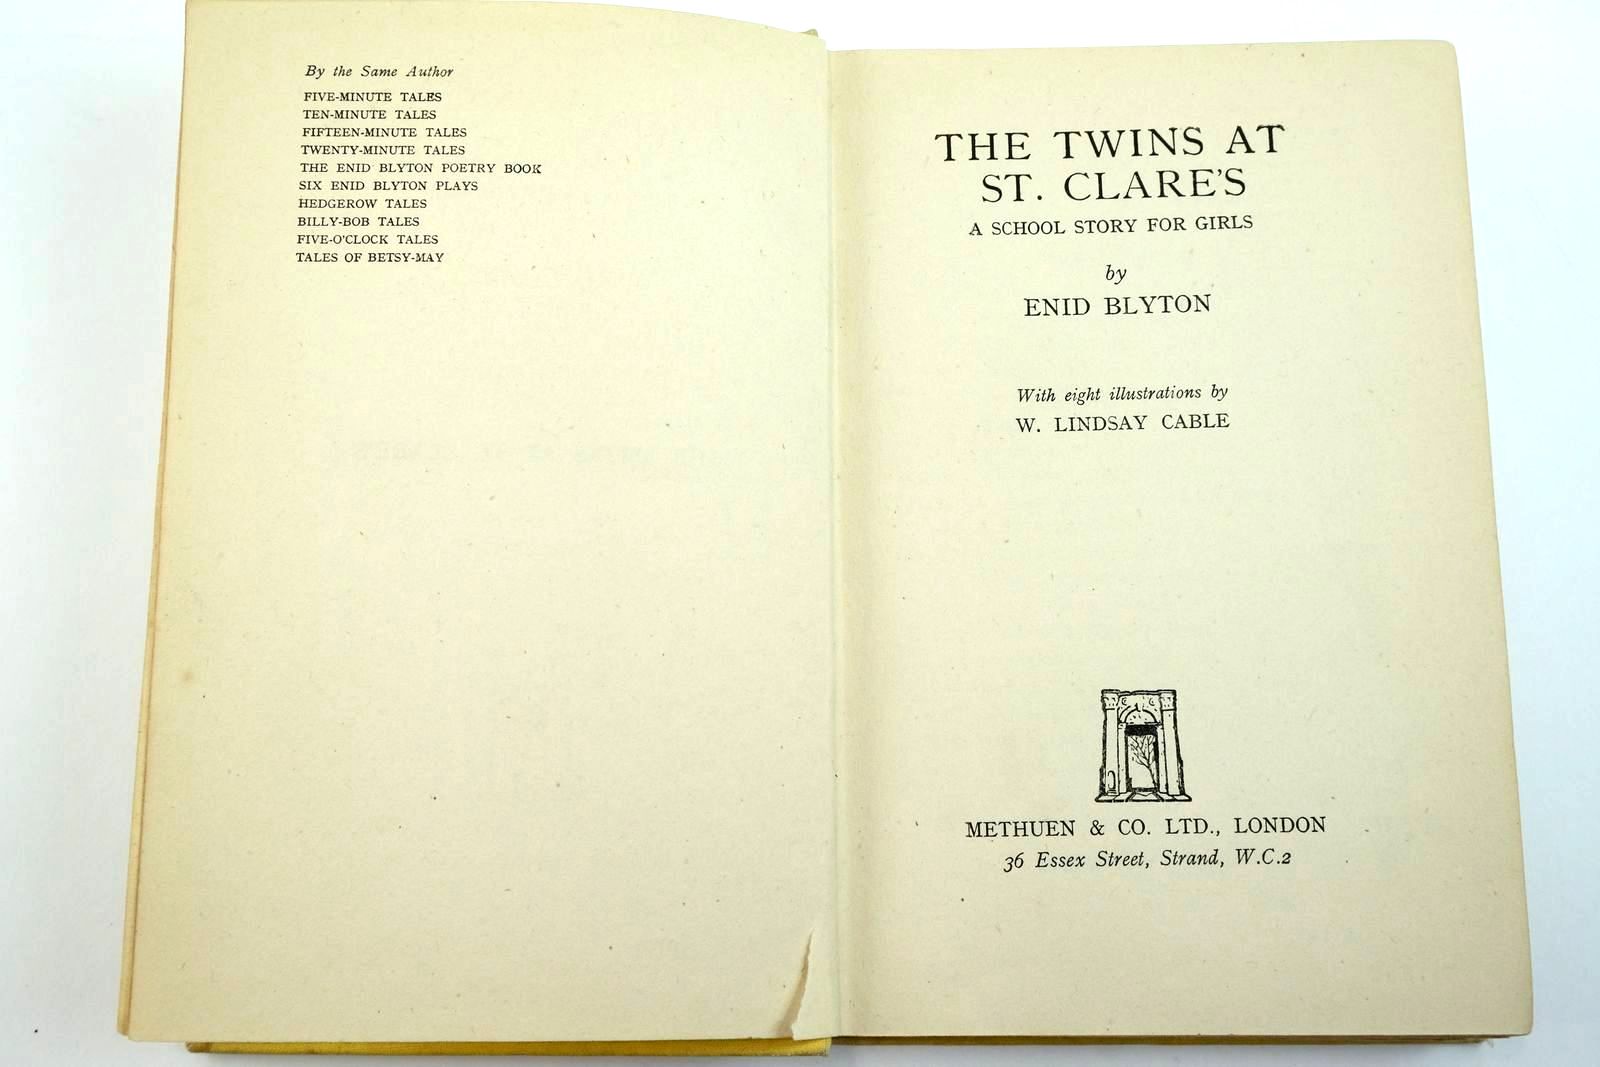 By the Same Author
FIVE-MINUTE TALES
TEN-MINUTE TALES
FIFTEEN-MINUTE TALES
TWENTY-MINUTE TALES
THE ENID BLYTON POETRY BOOK
SIX ENID BLYTON PLAYS
HEDGEROW TALES
BILLY-BOB TALES
FIVE-O'CLOCK TALES
TALES OF BETSY-MAY
THE TWINS AT
ST. CLARE'S
A SCHOOL STORY FOR GIRLS
by
ENID BLYTON
With eight illustrations by
W. LINDSAY CABLE
METHUEN & CO. LTD., LONDON
36 Essex Street, Strand, W.C.2